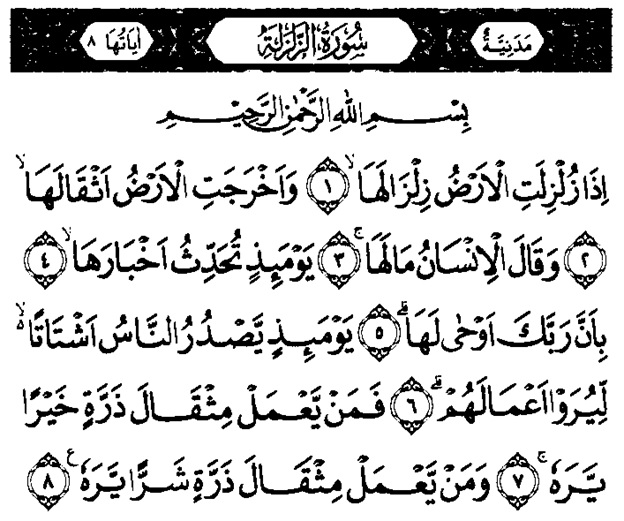 مَدَنِيَّةٌ سُورَةُ الزَّلْزَلَةِ اٰيَاتُهَا ٨
بِسْمِ اللّٰهِ الرَّحْمٰنِ الرَّحِيْمِ
اِذَا زُلْزِلَتِ الْاَرْضُ زِلْزَالَهَاۙ ﴿١﴾ وَاَخْرَجَتِ الْاَرْضُ اَثْقَالَهَاۙ
﴿٢﴾ وَقَالَ الْاِنْسَانُ مَا لَهَاۚ ﴿٣﴾ يَوْمَئِذٍ تُحَدِّثُ اَخْبَارَهَاۙ ﴿٤﴾
بِاَنَّ رَبَّكَ اَوْحٰى لَهَاۗ ﴿٥﴾ يَوْمَئِذٍ يَّصْدُرُ النَّاسُ اَشْتَاتًا ەۙ
لِّيُرَوْا اَعْمَالَهُمْۗ ﴿٦﴾ فَمَنْ يَّعْمَلْ مِثْقَالَ ذَرَّةٍ خَيْرًا
يَّرَهٗۚ ﴿٧﴾ وَمَنْ يَّعْمَلْ مِثْقَالَ ذَرَّةٍ شَرًّا يَّرَهٗ ࣖ ﴿٨﴾